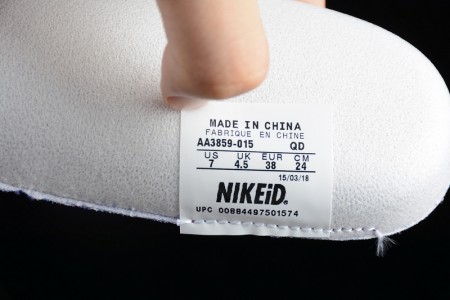 MADE IN CHINA
FABRIQUE EN CHINE
AA3859-015 QD
US UK EUR CM
7 4.5 38 24
15/03/18
NIKEiD.
UPC 00884497501574